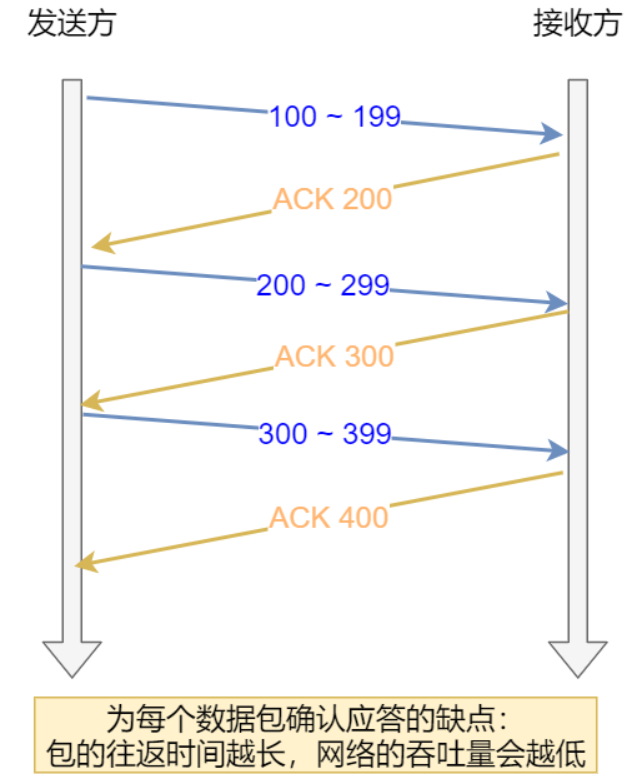 发送方
接收方
100 ~ 199
ACK 200
200 ~ 299
ACK 300
300 ~ 399
ACK 400
为每个数据包确认应答的缺点：
包的往返时间越长，网络的吞吐量会越低